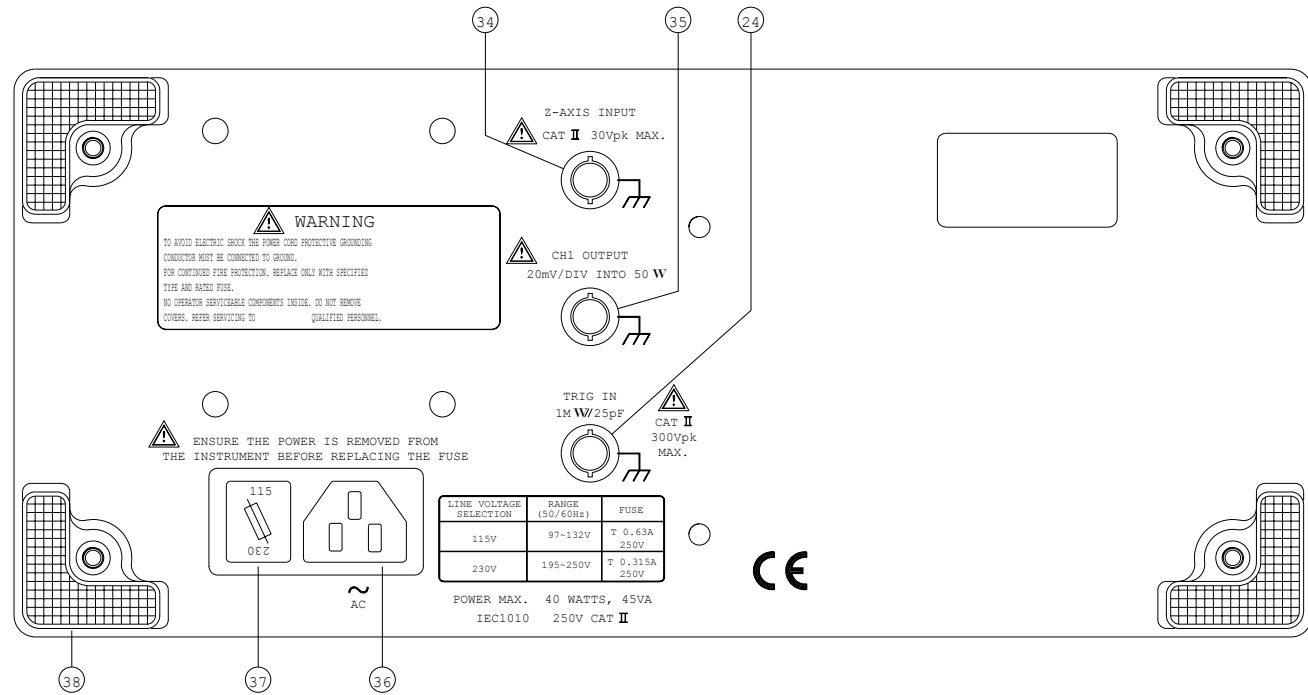 34
35
24
Z-AXIS INPUT
CAT II 30Vpk MAX.
WARNING
TO AVOID ELECTRIC SHOCK THE POWER CORD PROTECTIVE GROUNDING
CONDUCTOR MUST BE CONNECTED TO GROUND.
FOR CONTINUED FIRE PROTECTION. REPLACE ONLY WITH SPECIFIED
TYPE AND RATED FUSE.
NO OPERATOR SERVICEABLE COMPONENTS INSIDE. DO NOT REMOVE
COVERS. REFER SERVICING TO QUALIFIED PERSONNEL.
CH1 OUTPUT
20mV/DIV INTO 50 W
TRIG IN
1M W//25pF
CAT II
300Vpk
MAX.
ENSURE THE POWER IS REMOVED FROM
THE INSTRUMENT BEFORE REPLACING THE FUSE
115
230
AC
LINE VOLTAGE SELECTION RANGE (50/60Hz) FUSE
115V 97~132V T 0.63A 250V
230V 195~250V T 0.315A 250V
POWER MAX. 40 WATTS, 45VA
IEC1010 250V CAT II
CE
38
37
36